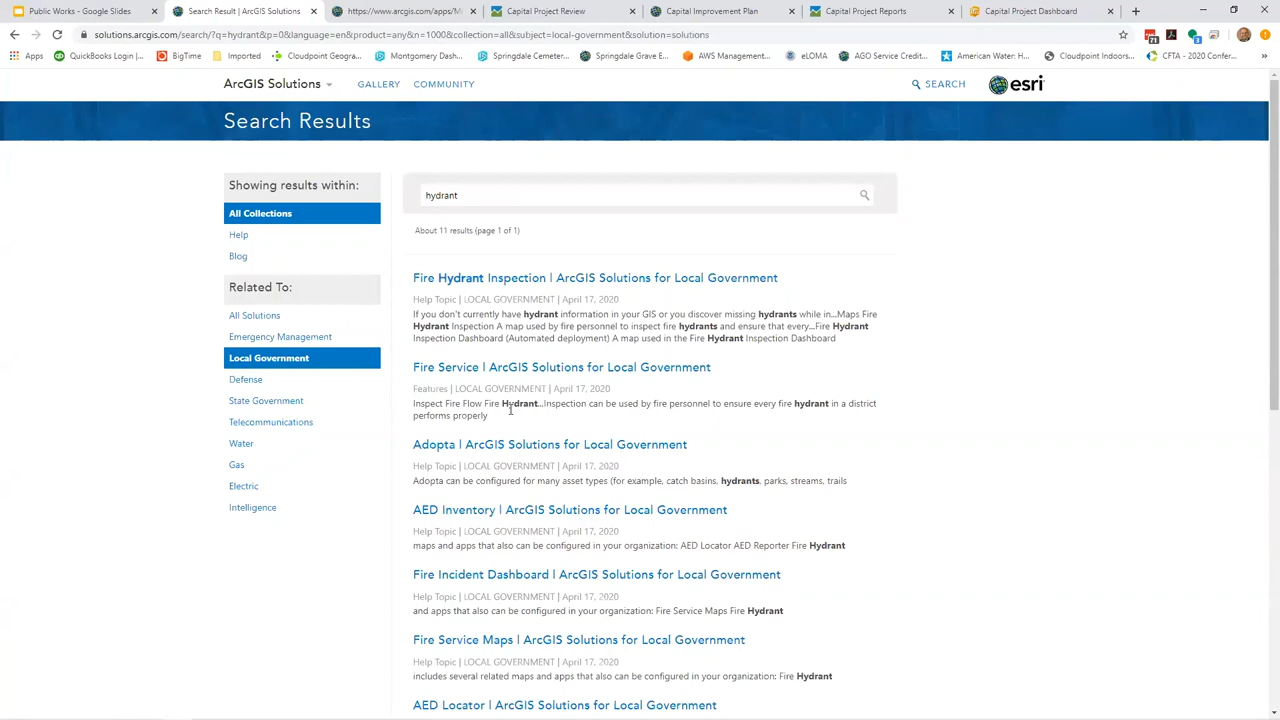 Public Works - Google Slides
Search Result | ArcGIS Solutions
https://www.arcgis.com/apps/M
Capital Project Review
Capital Improvement Plan
Capital Project Reports
Capital Project Dashboard
solutions.arcgis.com/search/?q=hydrant&p=0&language=en&product=any&n=1000&collection=all&subject=local-government&solution=solutions
Apps
QuickBooks Login |...
BigTime
Imported
Cloudpoint Geogra...
Montgomery Dash...
Springdale Cemeter...
Springdale Grave E...
AWS Management...
eLOMA
AGO Service Credit...
American Water: H...
Cloudpoint Indoors...
CFTA - 2020 Confer...
ArcGIS Solutions
GALLERY
COMMUNITY
SEARCH
esri
Search Results
Showing results within:
All Collections
Help
Blog
Related To:
All Solutions
Emergency Management
Local Government
Defense
State Government
Telecommunications
Water
Gas
Electric
Intelligence
hydrant
About 11 results (page 1 of 1)
Fire Hydrant Inspection | ArcGIS Solutions for Local Government
Help Topic | LOCAL GOVERNMENT | April 17, 2020
If you don't currently have hydrant information in your GIS or you discover missing hydrants while in...Maps Fire
Hydrant Inspection A map used by fire personnel to inspect fire hydrants and ensure that every...Fire Hydrant
Inspection Dashboard (Automated deployment) A map used in the Fire Hydrant Inspection Dashboard
Fire Service | ArcGIS Solutions for Local Government
Features | LOCAL GOVERNMENT | April 17, 2020
Inspect Fire Flow Fire Hydrant...Inspection can be used by fire personnel to ensure every fire hydrant in a district
performs properly
Adopta | ArcGIS Solutions for Local Government
Help Topic | LOCAL GOVERNMENT | April 17, 2020
Adopta can be configured for many asset types (for example, catch basins, hydrants, parks, streams, trails
AED Inventory | ArcGIS Solutions for Local Government
Help Topic | LOCAL GOVERNMENT | April 17, 2020
maps and apps that also can be configured in your organization: AED Locator AED Reporter Fire Hydrant
Fire Incident Dashboard | ArcGIS Solutions for Local Government
Help Topic | LOCAL GOVERNMENT | April 17, 2020
and apps that also can be configured in your organization: Fire Service Maps Fire Hydrant
Fire Service Maps | ArcGIS Solutions for Local Government
Help Topic | LOCAL GOVERNMENT | April 17, 2020
includes several related maps and apps that also can be configured in your organization: Fire Hydrant
AED Locator | ArcGIS Solutions for Local Government